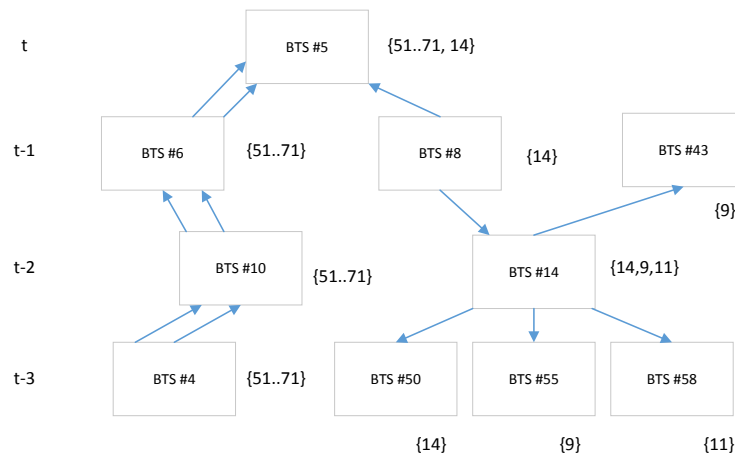 t
BTS #5
{51..71, 14}
t-1
BTS #6
{51..71}
BTS #8
{14}
BTS #43
{9}
t-2
BTS #10
{51..71}
BTS #14
{14,9,11}
t-3
BTS #4
{51..71}
BTS #50
BTS #55
BTS #58
{14}
{9}
{11}